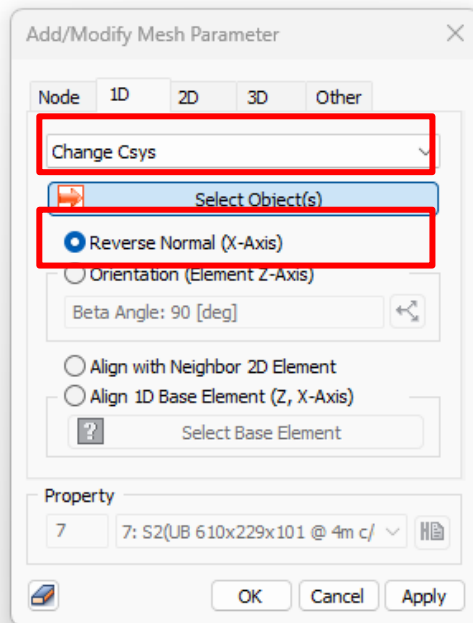 Add/Modify Mesh Parameter
Node 1D 2D 3D Other
Change Csys
Select Object(s)
Reverse Normal (X-Axis)
Orientation (Element Z-Axis)
Beta Angle: 90 [deg]
Align with Neighbor 2D Element
Align 1D Base Element (Z, X-Axis)
? Select Base Element
Property
7 7: S2(UB 610x229x101 @ 4m c/
OK Cancel Apply